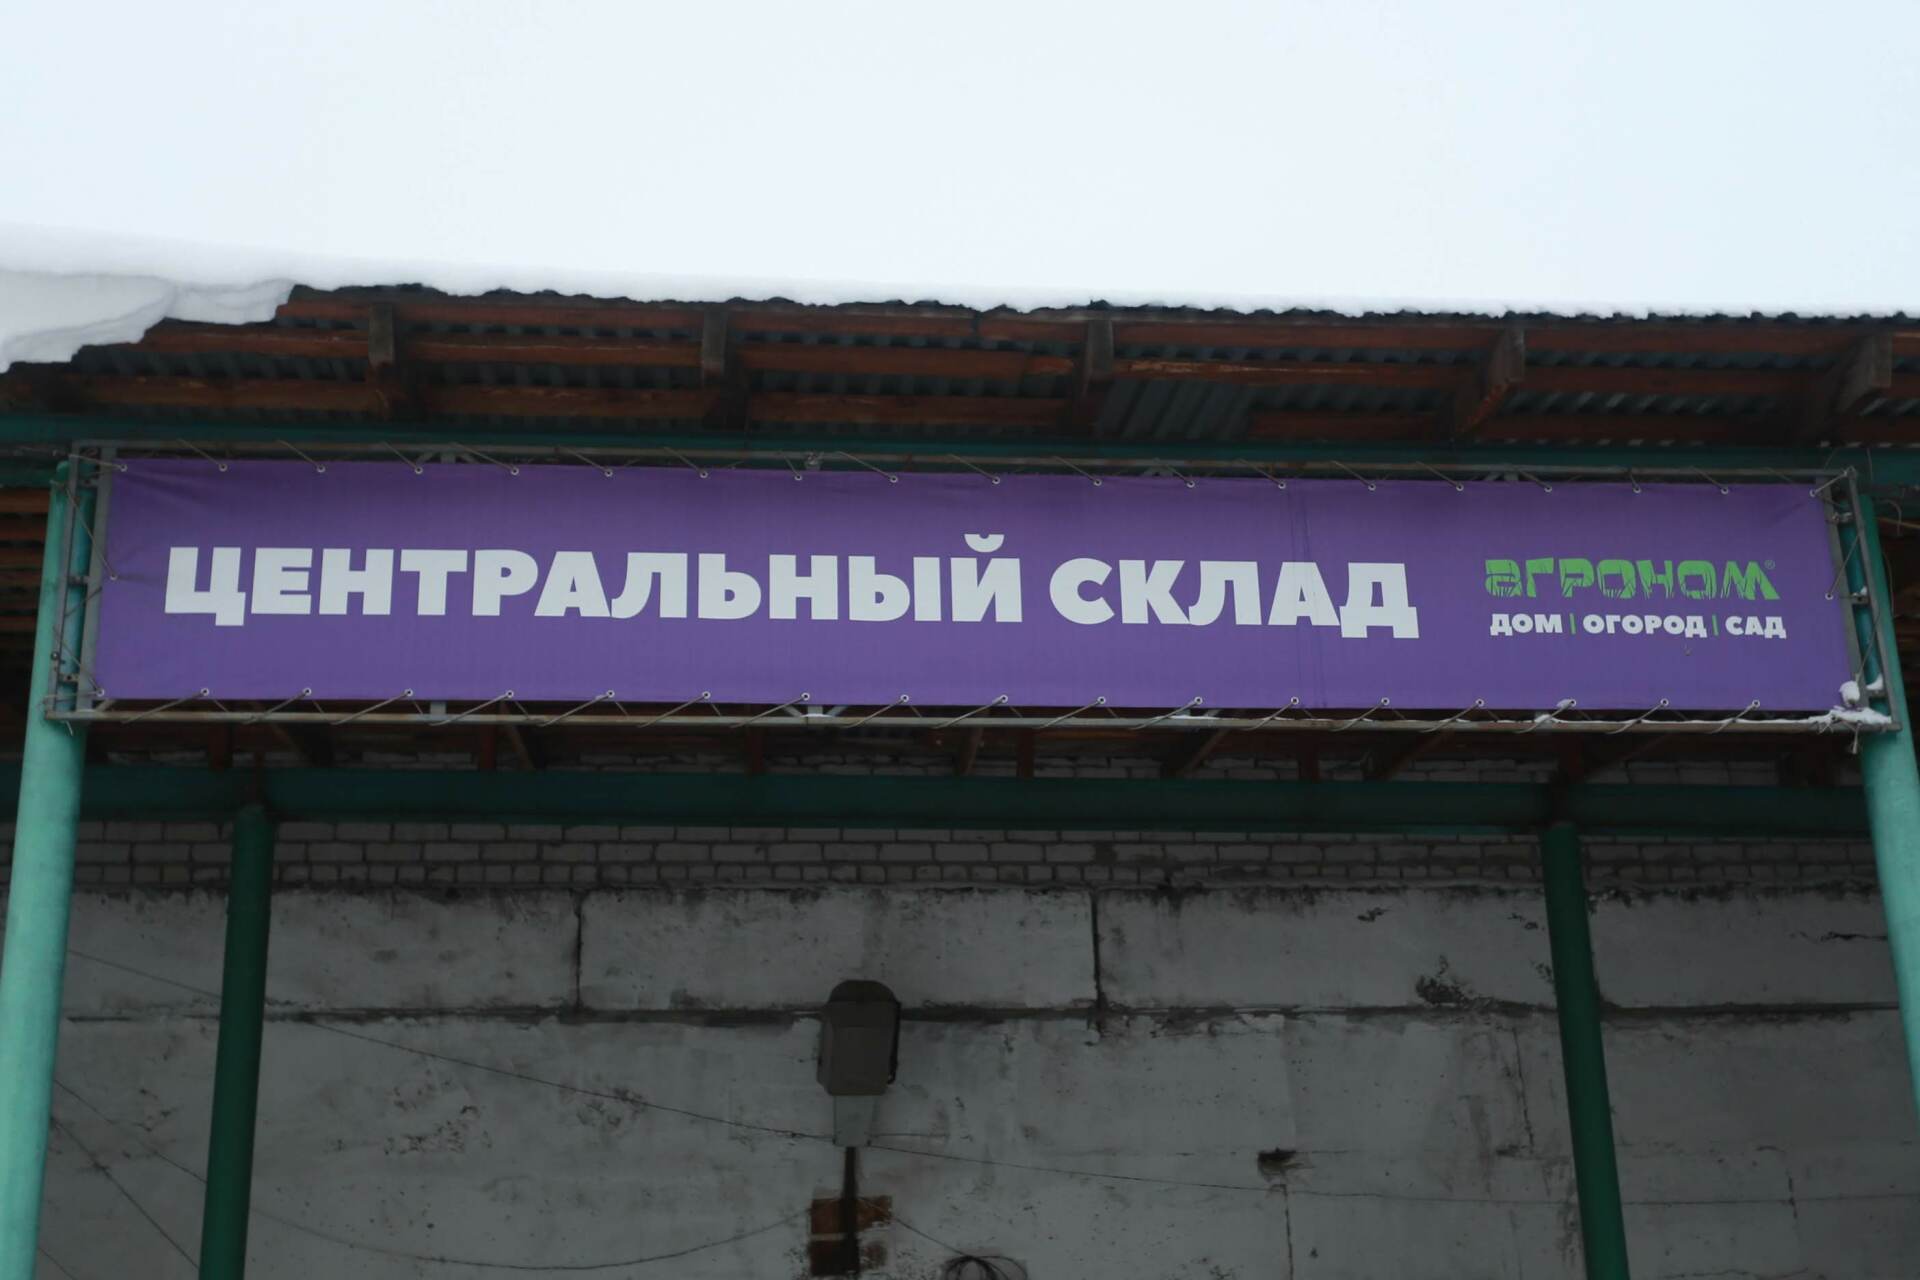 ЦЕНТРАЛЬНЫЙ СКЛАД
АГРОНОМ®
ДОМ | ОГОРОД | САД